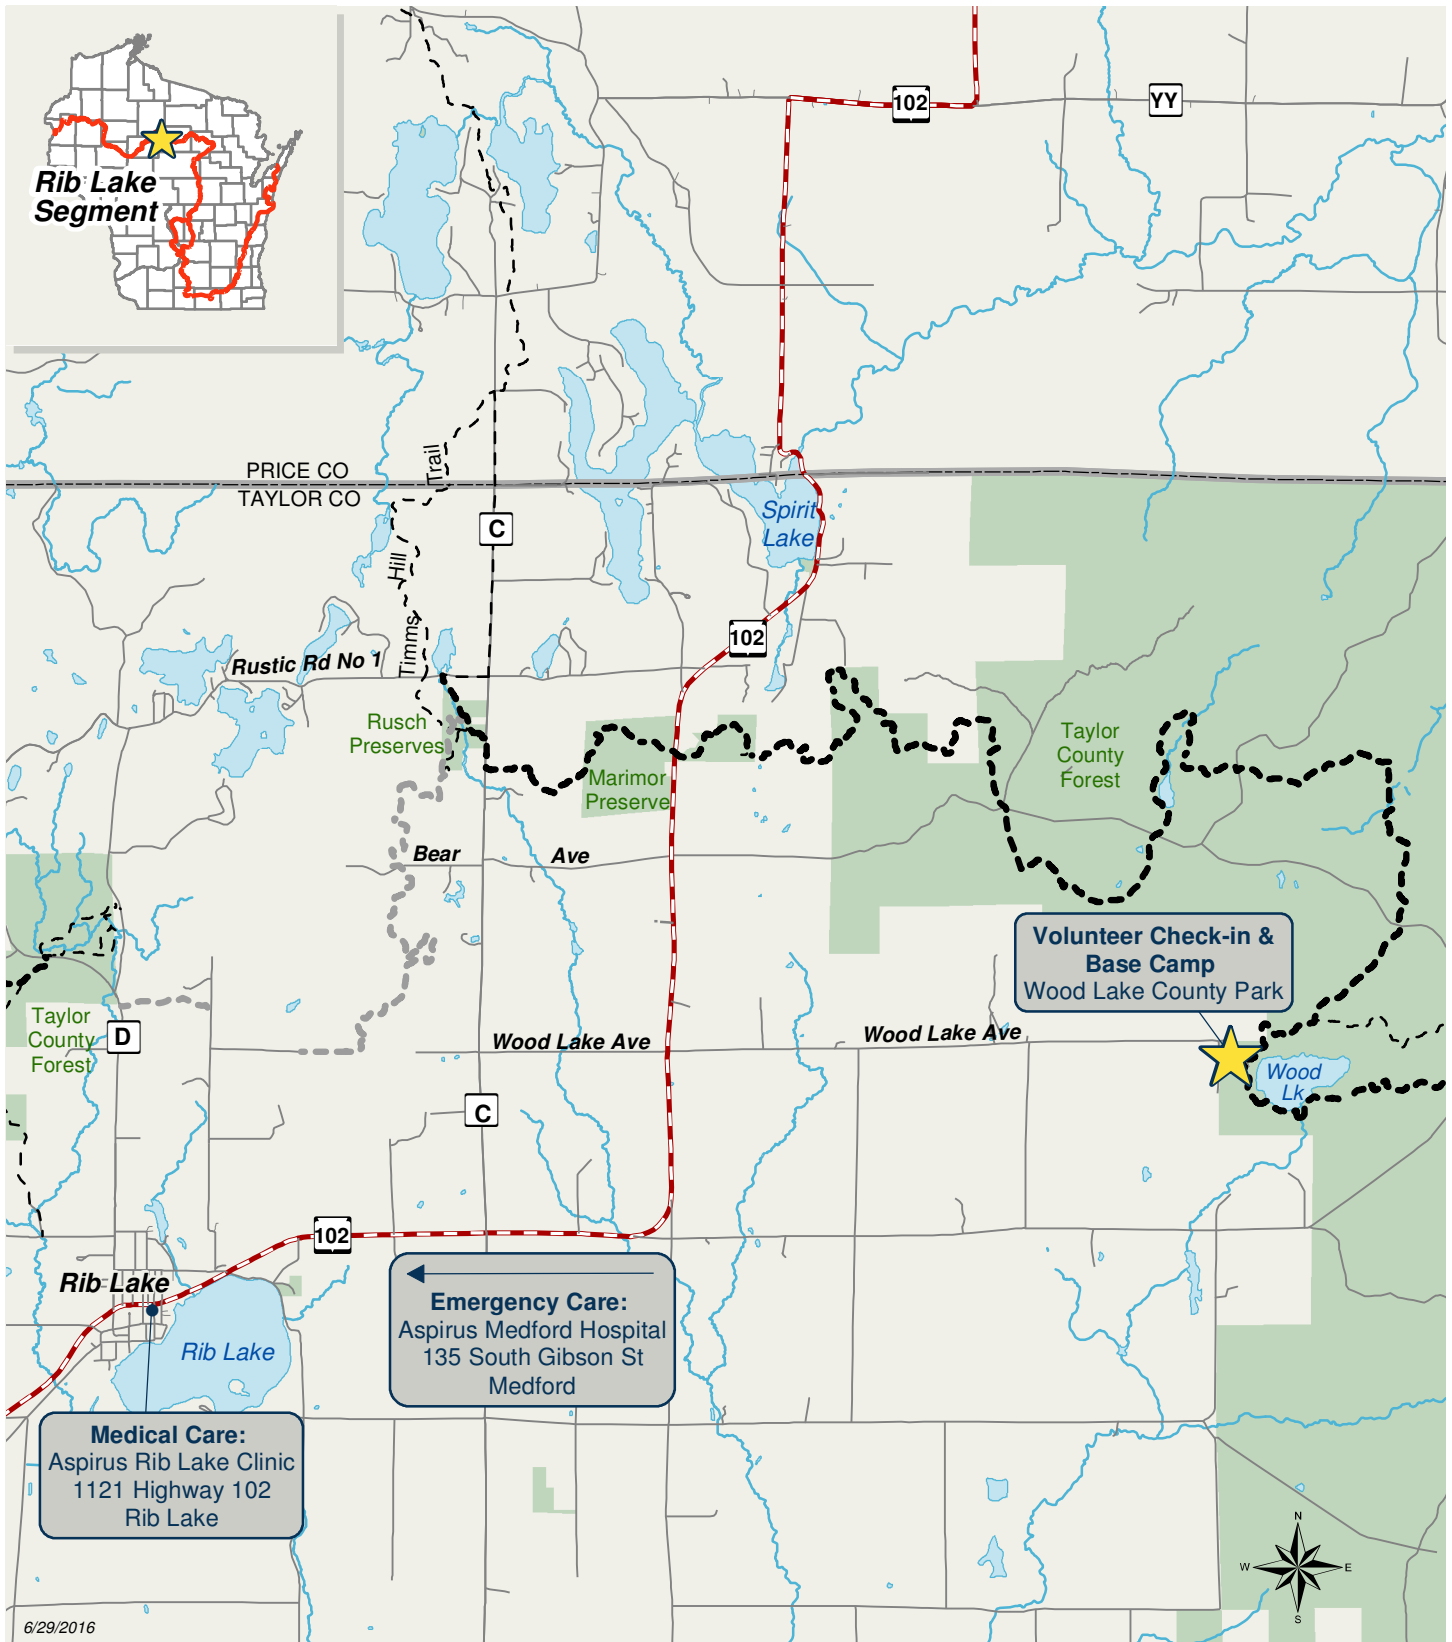 Rib Lake
Segment
102
YY
PRICE CO
TAYLOR CO
Timms Hill Trail
C
Spirit
Lake
102
Rustic Rd No 1
Rusch
Preserves
Marimor
Preserve
Taylor
County
Forest
Bear Ave
Volunteer Check-in &
Base Camp
Wood Lake County Park
Taylor
County
Forest
D
Wood Lake Ave
Wood Lake Ave
Wood
Lk
C
102
Rib Lake
Emergency Care:
Aspirus Medford Hospital
135 South Gibson St
Medford
Rib Lake
Medical Care:
Aspirus Rib Lake Clinic
1121 Highway 102
Rib Lake
N
W E
S
6/29/2016